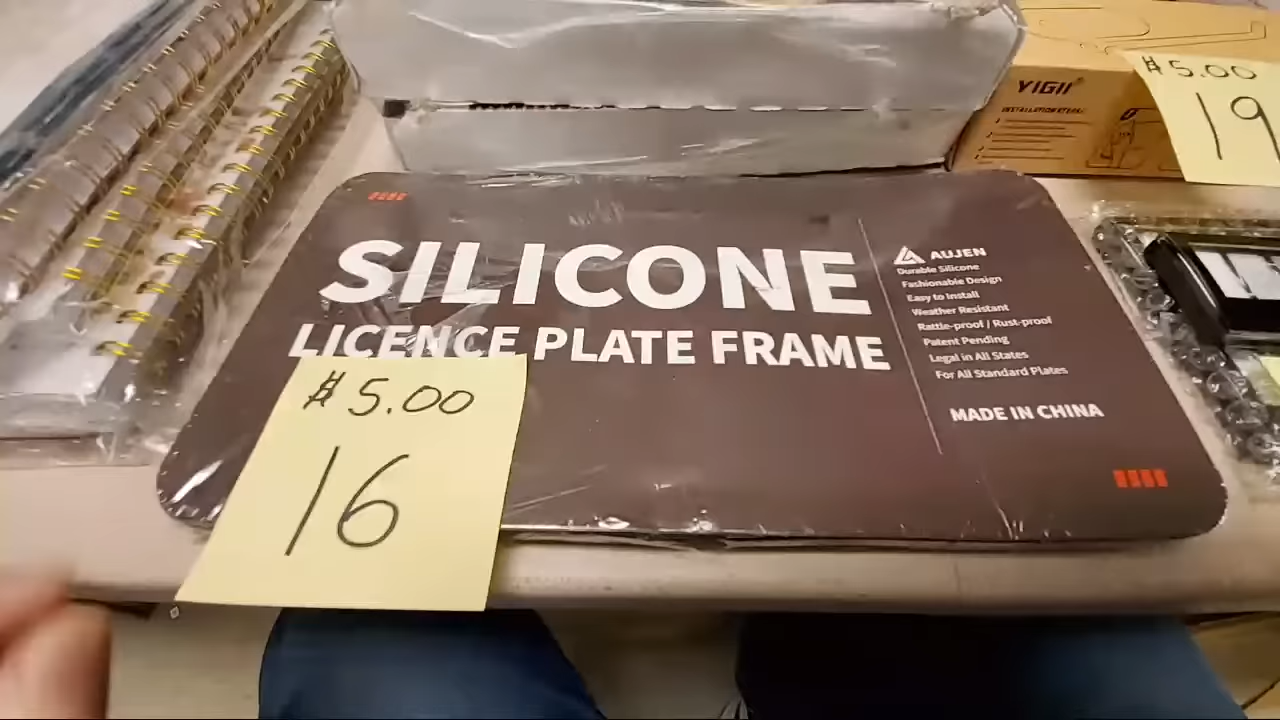 $5.00
19
YIGII
SILICONE
LICENCE PLATE FRAME
AUJEN
Durable Silicone
Fashionable Design
Easy to Install
Weather Resistant
Rattle-proof / Rust-proof
Patent Pending
Legal in All States
For All Standard Plates
MADE IN CHINA
$5.00
16